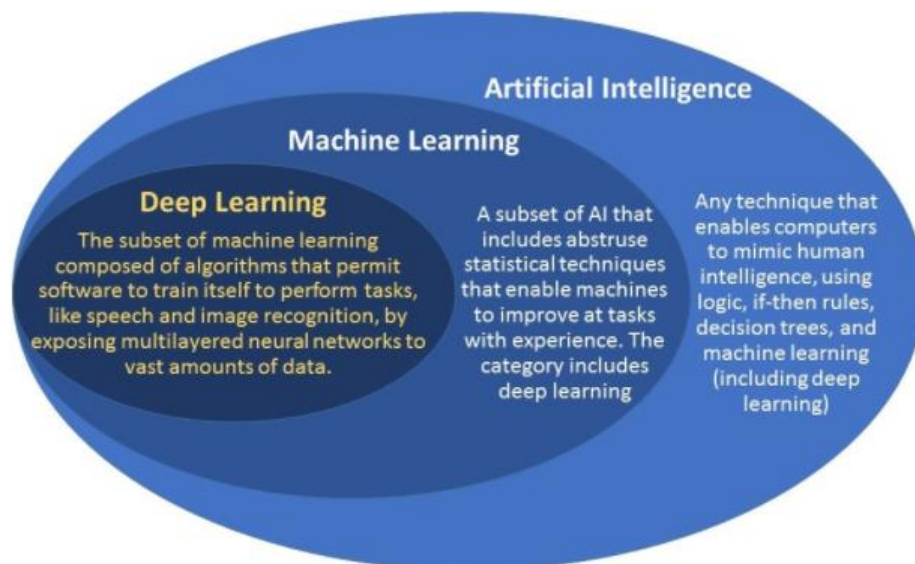 Artificial Intelligence
Machine Learning
Deep Learning
The subset of machine learning
composed of algorithms that permit
software to train itself to perform tasks,
like speech and image recognition, by
exposing multilayered neural networks to
vast amounts of data.
A subset of AI that
includes abstruse
statistical techniques
that enable machines
to improve at tasks
with experience. The
category includes
deep learning
Any technique that
enables computers
to mimic human
intelligence, using
logic, if-then rules,
decision trees, and
machine learning
(including deep
learning)